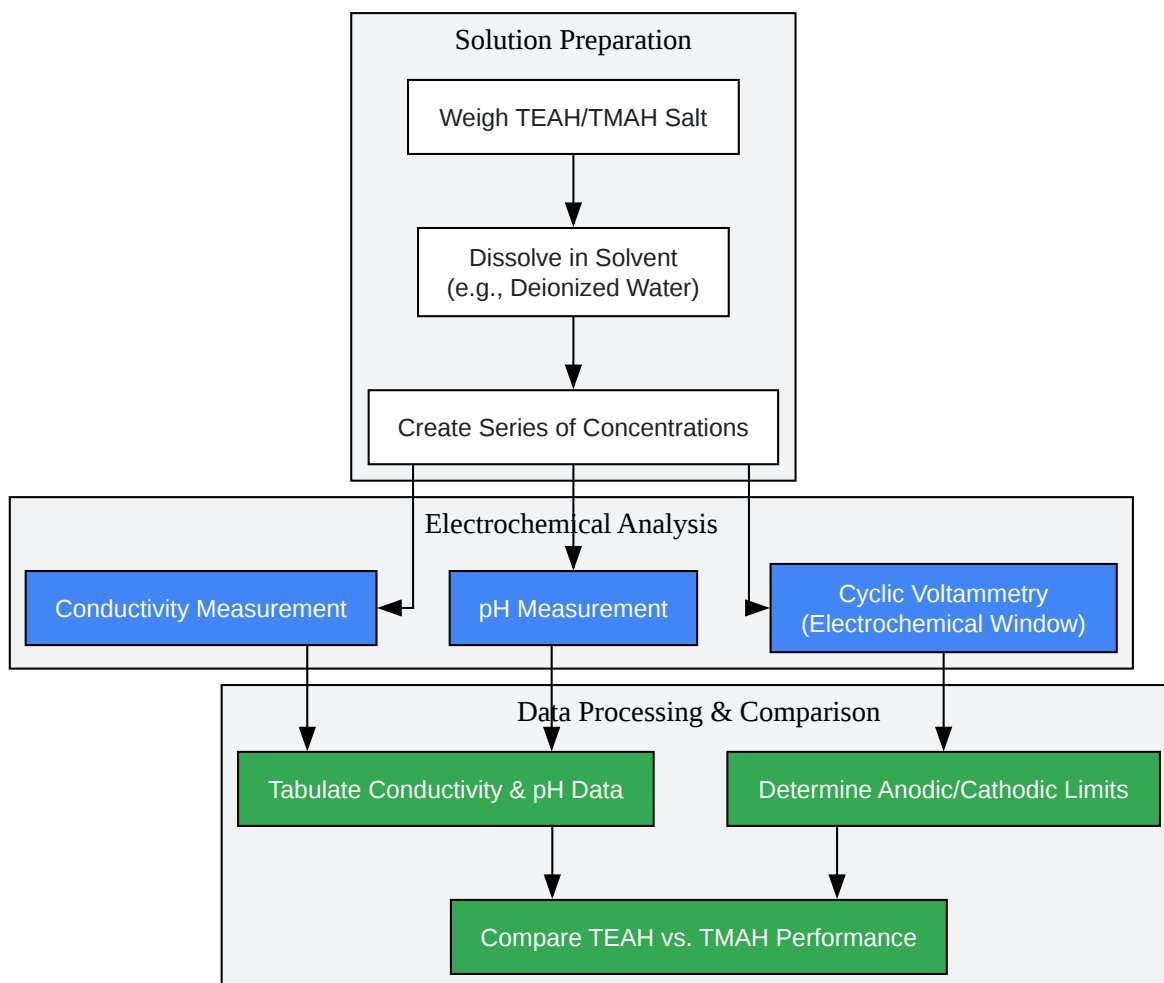 Solution Preparation
Weigh TEAH/TMAH Salt
Dissolve in Solvent
(e.g., Deionized Water)
Create Series of Concentrations
Electrochemical Analysis
Conductivity Measurement
pH Measurement
Cyclic Voltammetry
(Electrochemical Window)
Data Processing & Comparison
Tabulate Conductivity & pH Data
Determine Anodic/Cathodic Limits
Compare TEAH vs. TMAH Performance